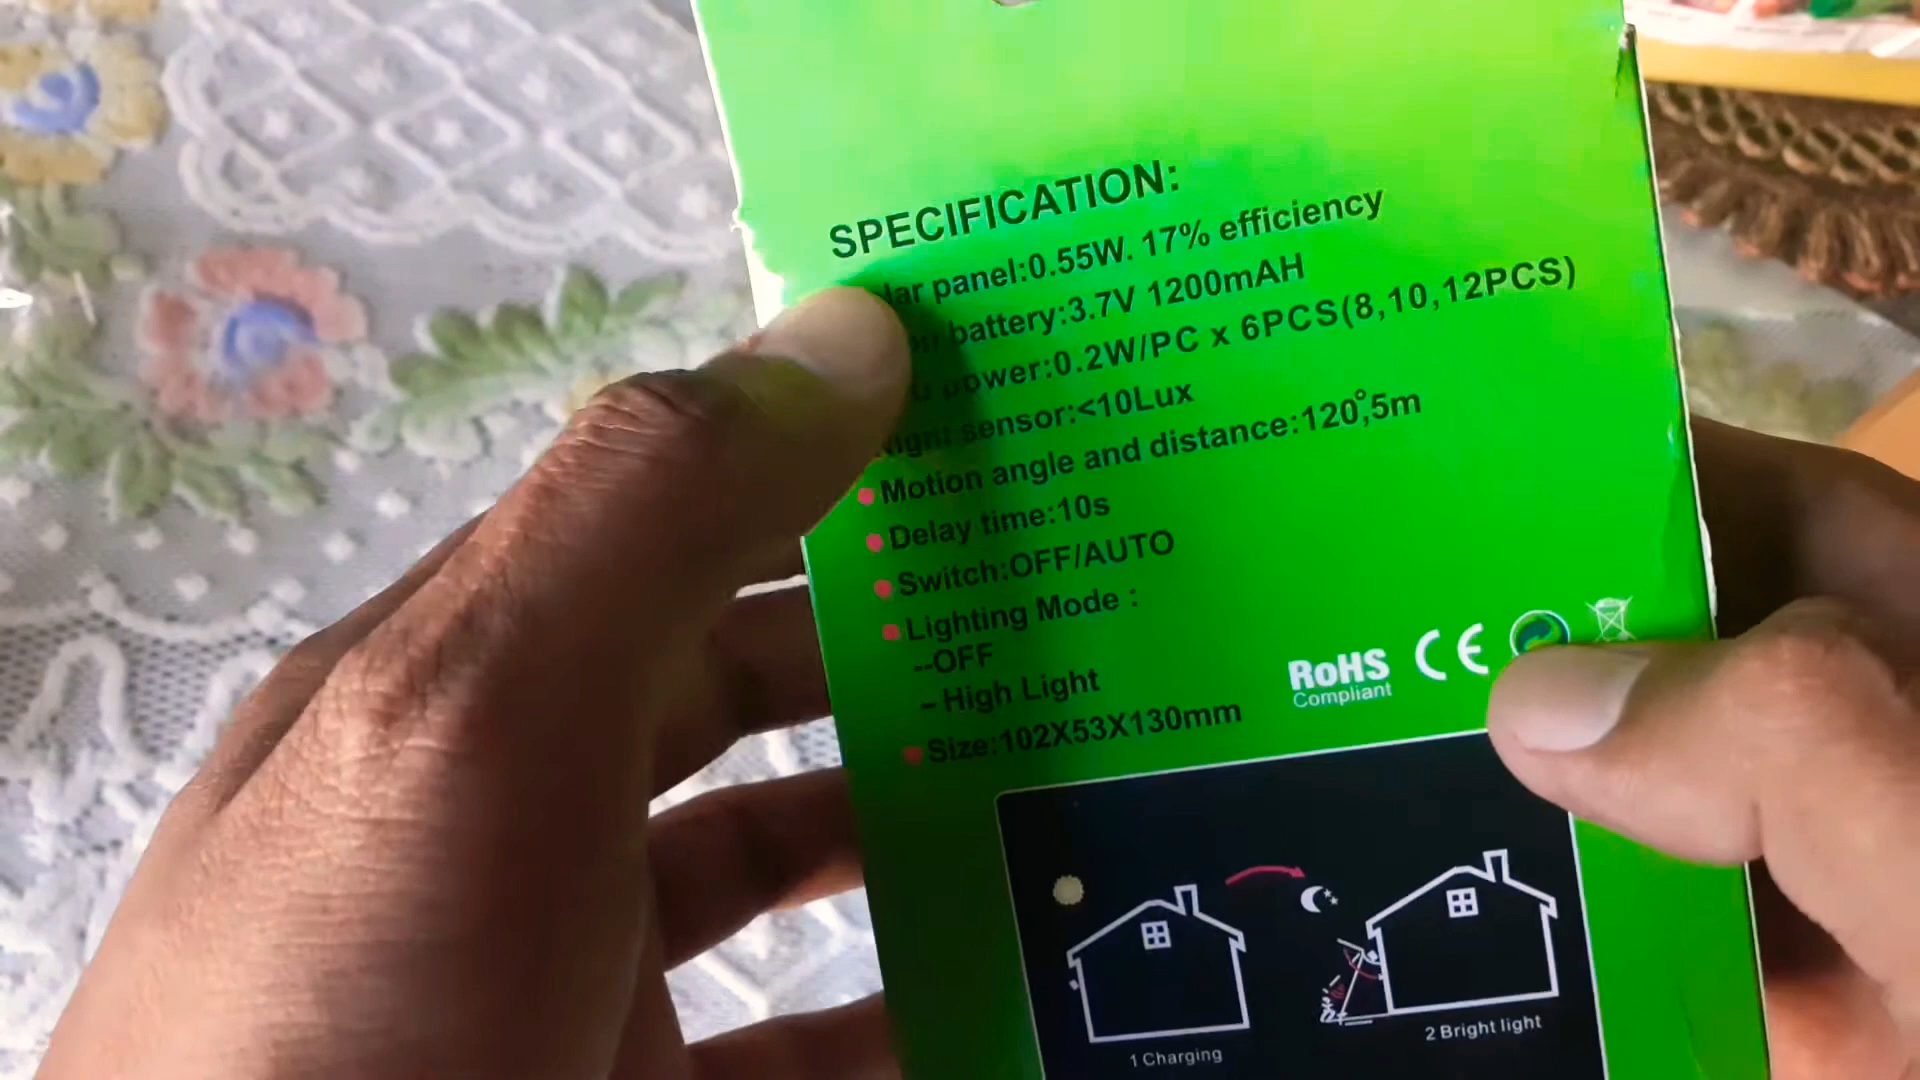 SPECIFICATION:
lar panel:0.55W. 17% efficiency
battery:3.7V 1200mAH
power:0.2W/PC x 6PCS(8,10,12PCS)
Night sensor:<10Lux
Motion angle and distance:120°,5m
Delay time:10s
Switch:OFF/AUTO
Lighting Mode :
--OFF
– High Light
Size:102X53X130mm
RoHS
Compliant
CE
1 Charging
2 Bright light